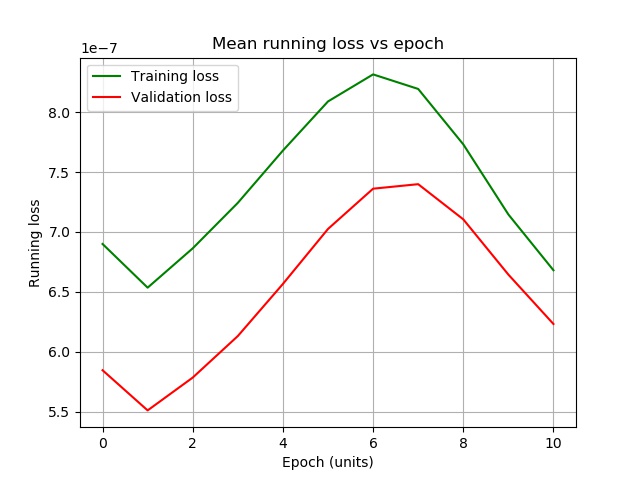 Mean running loss vs epoch
1e−7
Training loss
Validation loss
8.0
7.5
7.0
6.5
6.0
5.5
Running loss
0 2 4 6 8 10
Epoch (units)